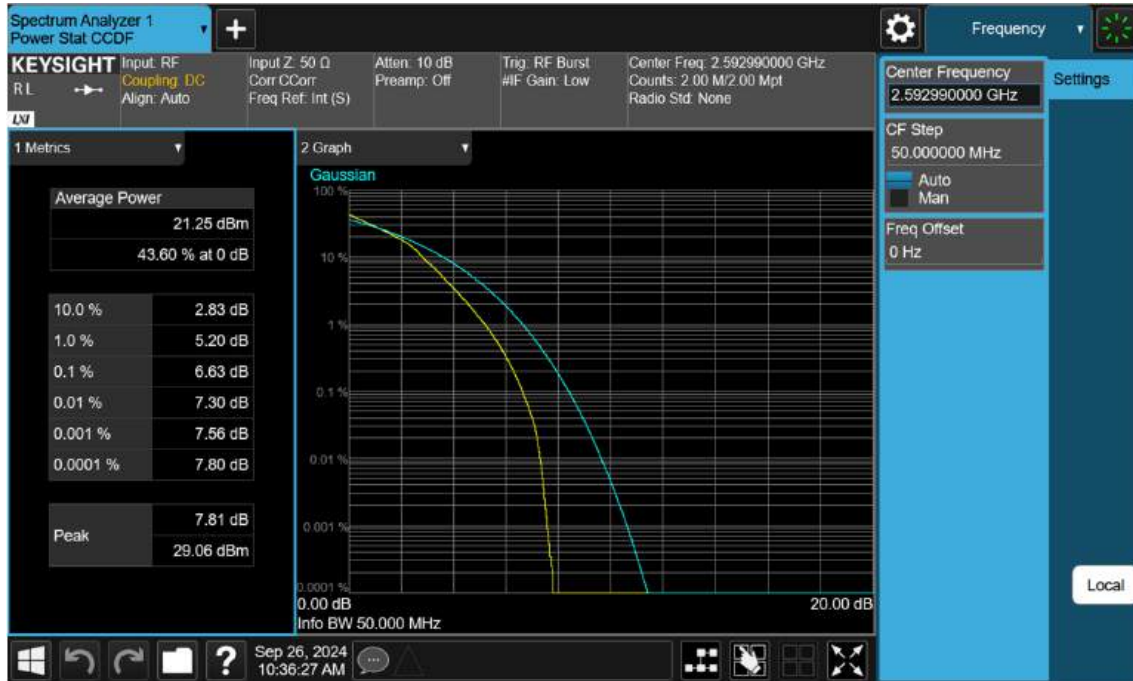 Spectrum Analyzer 1
Power Stat CCDF
Frequency
KEYSIGHT
R L
LXI
Input: RF
Coupling: DC
Align: Auto
Input Z: 50 Ω
Corr CCorr
Freq Ref: Int (S)
Atten: 10 dB
Preamp: Off
Trig: RF Burst
#IF Gain: Low
Center Freq: 2.592990000 GHz
Counts: 2.00 M/2.00 Mpt
Radio Std: None
Center Frequency
2.592990000 GHz
Settings
CF Step
50.000000 MHz
Auto
Man
Freq Offset
0 Hz
1 Metrics
Average Power
21.25 dBm
43.60 % at 0 dB
10.0 % 2.83 dB
1.0 % 5.20 dB
0.1 % 6.63 dB
0.01 % 7.30 dB
0.001 % 7.56 dB
0.0001 % 7.80 dB
Peak
7.81 dB
29.06 dBm
2 Graph
Gaussian
100 %
10 %
1 %
0.1 %
0.01 %
0.001 %
0.0001 %
0.00 dB
20.00 dB
Info BW 50.000 MHz
Local
?
Sep 26, 2024
10:36:27 AM